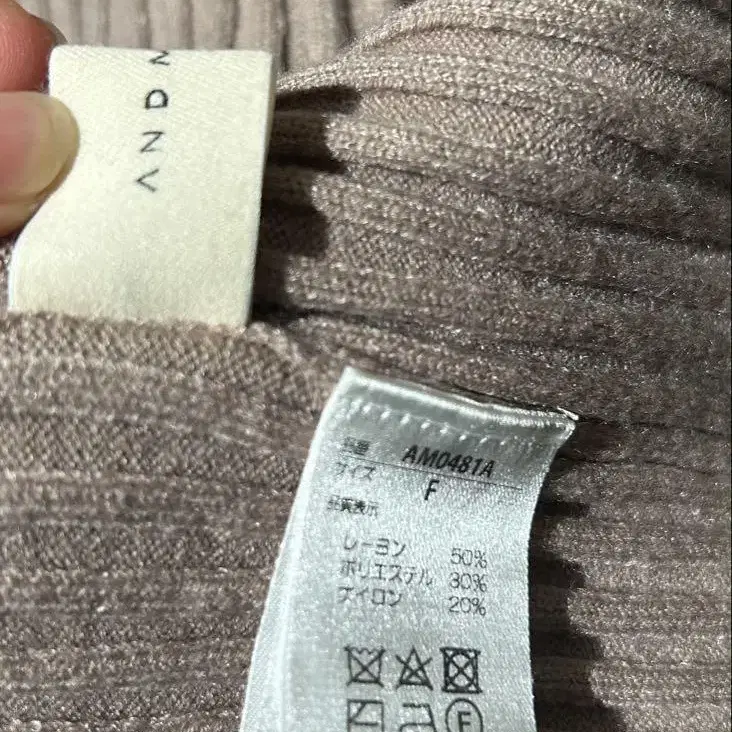 AND M
品番 AM0481A
サイズ F
品質表示
レーヨン 50%
ポリエステル 30%
ナイロン 20%
F